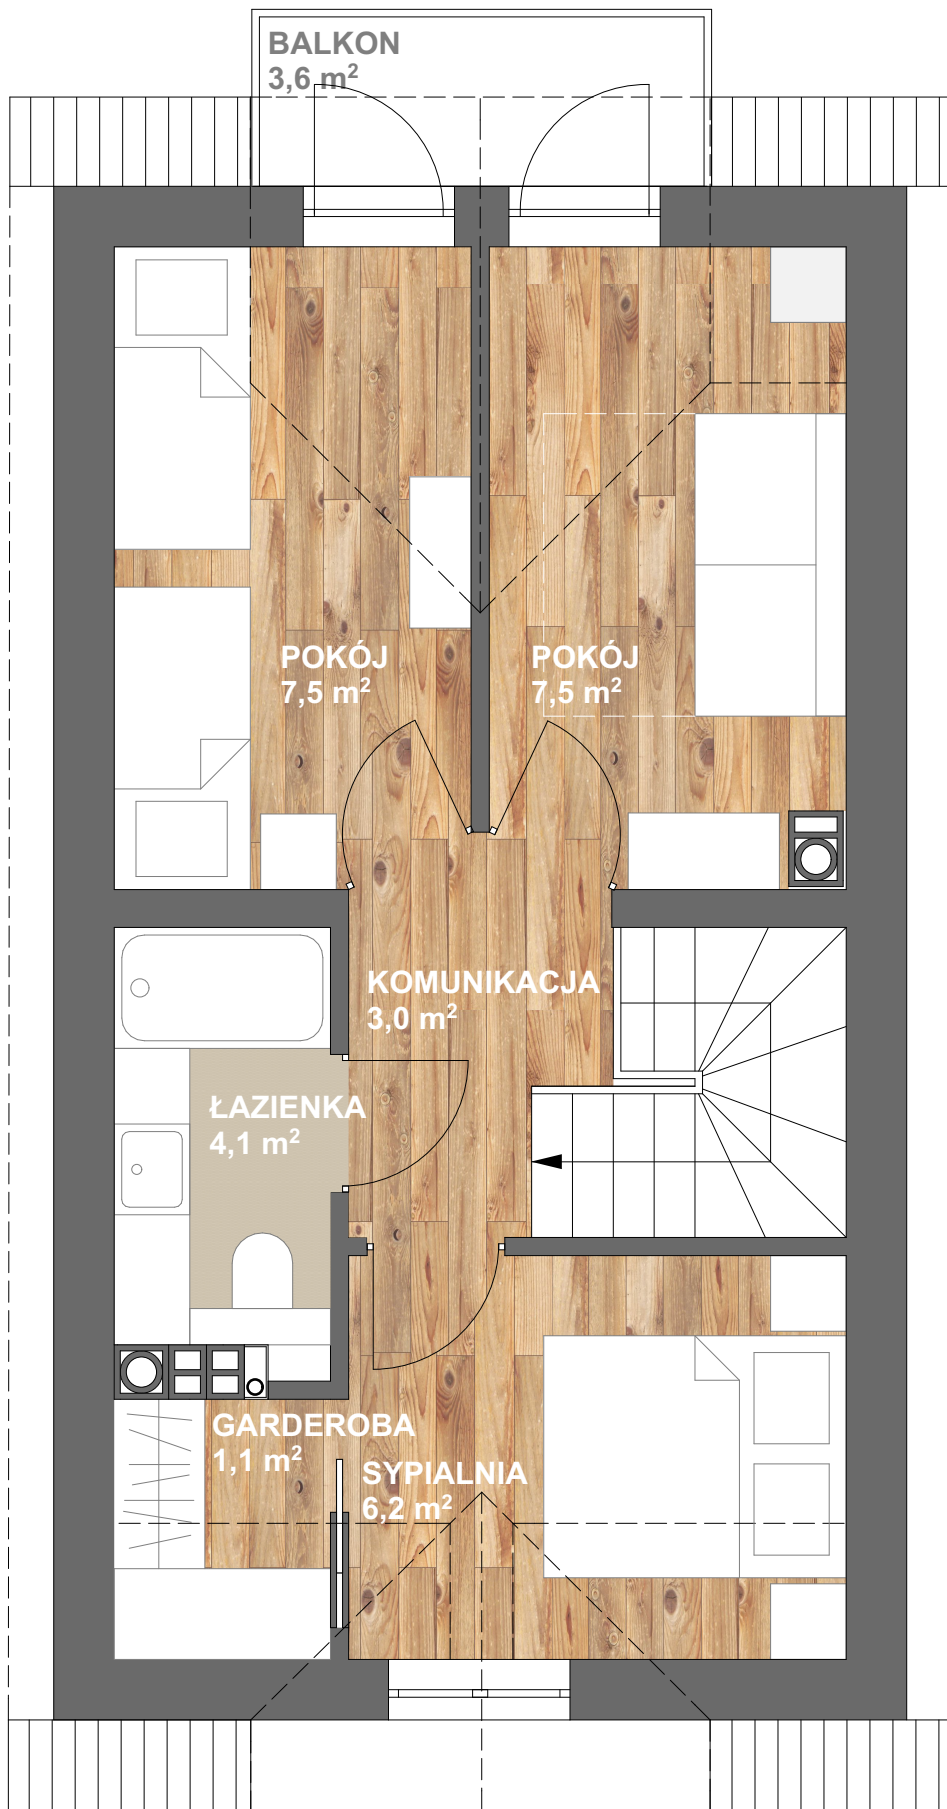 BALKON
3,6 m²
POKÓJ
7,5 m²
POKÓJ
7,5 m²
KOMUNIKACJA
3,0 m²
ŁAZIENKA
4,1 m²
GARDEROBA
1,1 m²
SYPIALNIA
6,2 m²